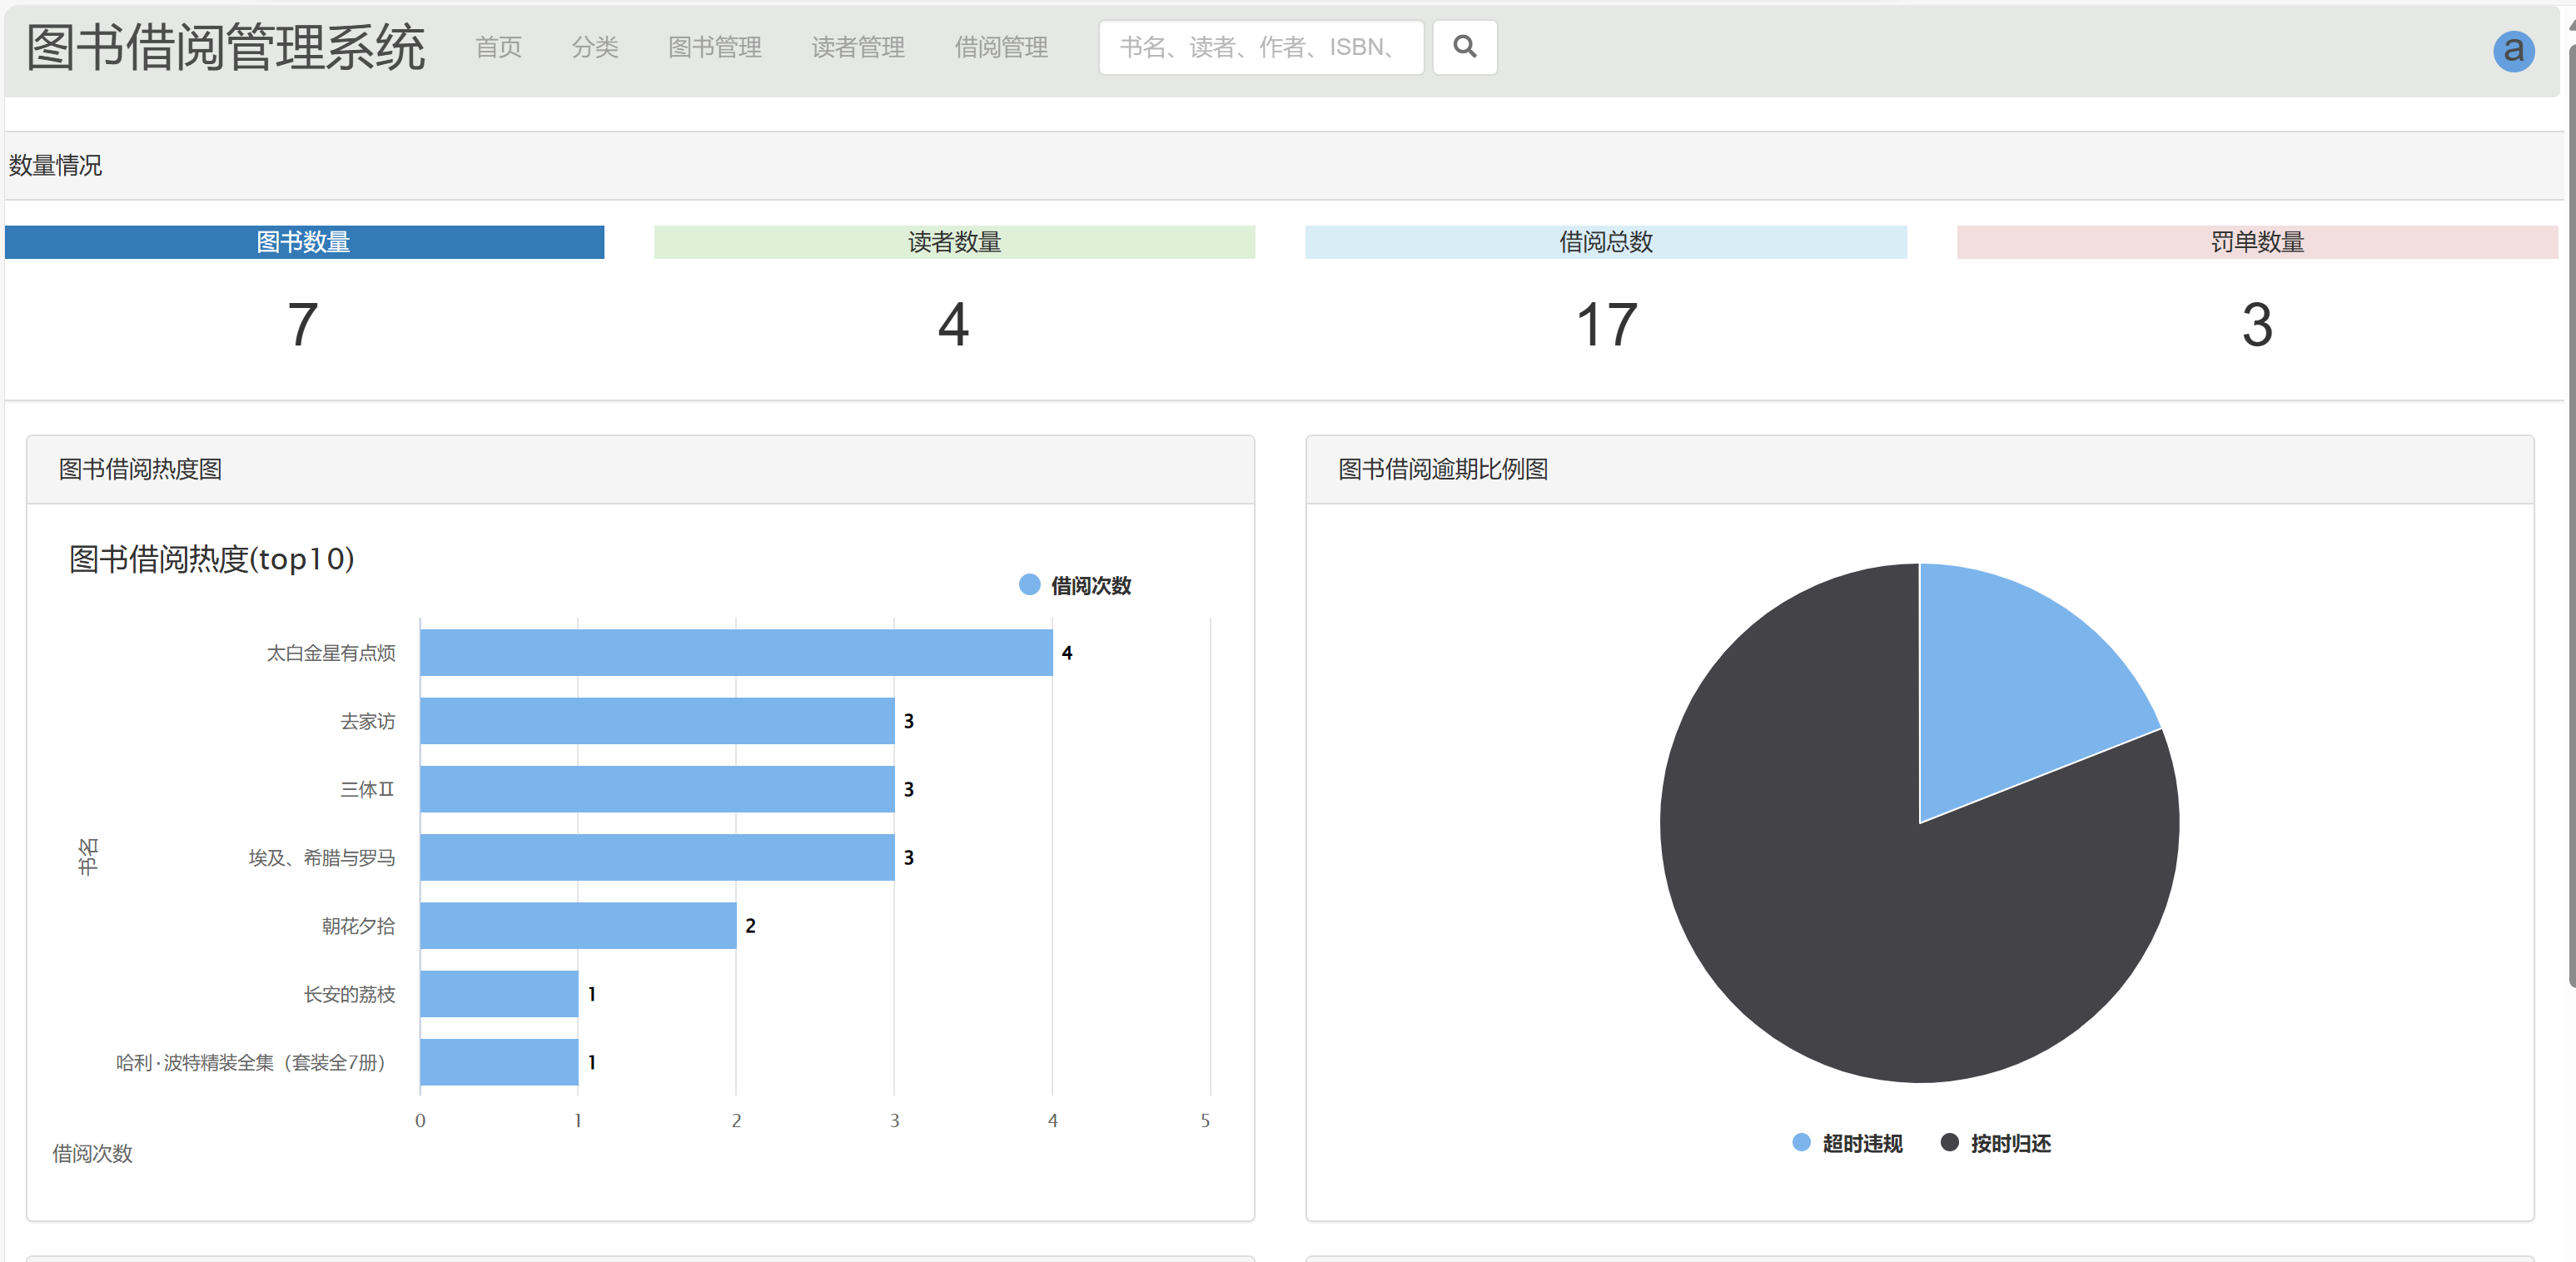 图书借阅管理系统 首页 分类 图书管理 读者管理 借阅管理 书名、读者、作者、ISBN、 a
数量情况
图书数量 读者数量 借阅总数 罚单数量
7 4 17 3
图书借阅热度图
图书借阅热度(top10)
借阅次数
书名
太白金星有点烦 4
去家访 3
三体Ⅱ 3
埃及、希腊与罗马 3
朝花夕拾 2
长安的荔枝 1
哈利·波特精装全集（套装全7册） 1
0 1 2 3 4 5
借阅次数
图书借阅逾期比例图
超时违规 按时归还